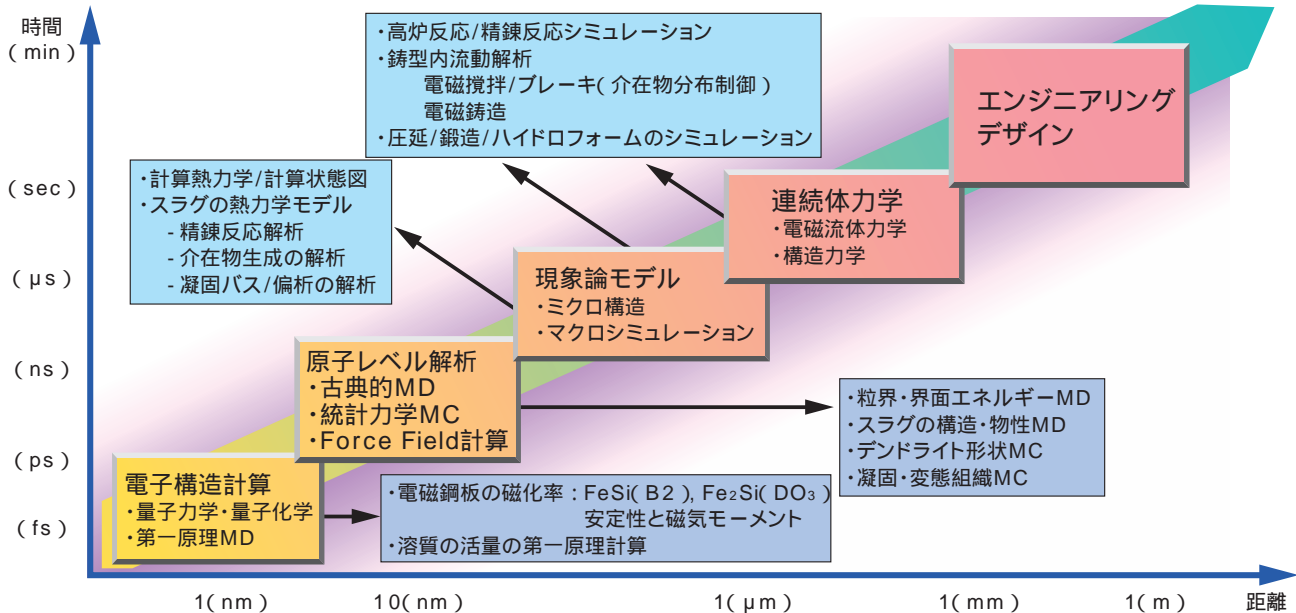 時間
(min)
(sec)
(μs)
(ns)
(ps)
(fs)
・高炉反応/精錬反応シミュレーション
・鋳型内流動解析
電磁撹拌/ブレーキ(介在物分布制御)
電磁鋳造
・圧延/鍛造/ハイドロフォームのシミュレーション
エンジニアリング
デザイン
・計算熱力学/計算状態図
・スラグの熱力学モデル
- 精錬反応解析
- 介在物生成の解析
- 凝固パス/偏析の解析
連続体力学
・電磁流体力学
・構造力学
現象論モデル
・ミクロ構造
・マクロシミュレーション
原子レベル解析
・古典的MD
・統計力学MC
・Force Field計算
・粒界・界面エネルギーMD
・スラグの構造・物性MD
・デンドライト形状MC
・凝固・変態組織MC
電子構造計算
・量子力学・量子化学
・第一原理MD
・電磁鋼板の磁化率:FeSi(B2), Fe₂Si(DO₃)
安定性と磁気モーメント
・溶質の活量の第一原理計算
1(nm) 10(nm) 1(μm) 1(mm) 1(m) 距離